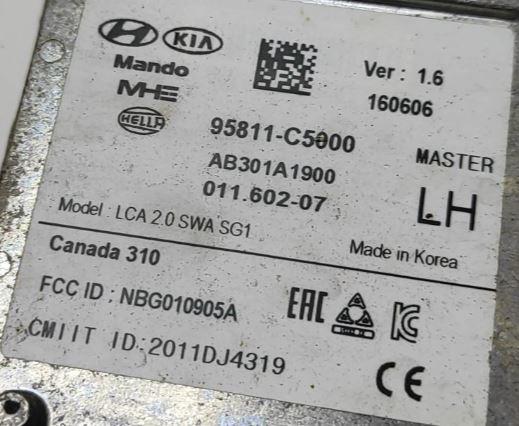 KIA
Mando
MHE
HELLA
Ver : 1.6
160606
95811-C5000
AB301A1900
011.602-07
MASTER
LH
Model : LCA 2.0 SWA SG1
Made in Korea
Canada 310
FCC ID : NBG010905A
EAC
KC
CMIIT ID:2011DJ4319
CE